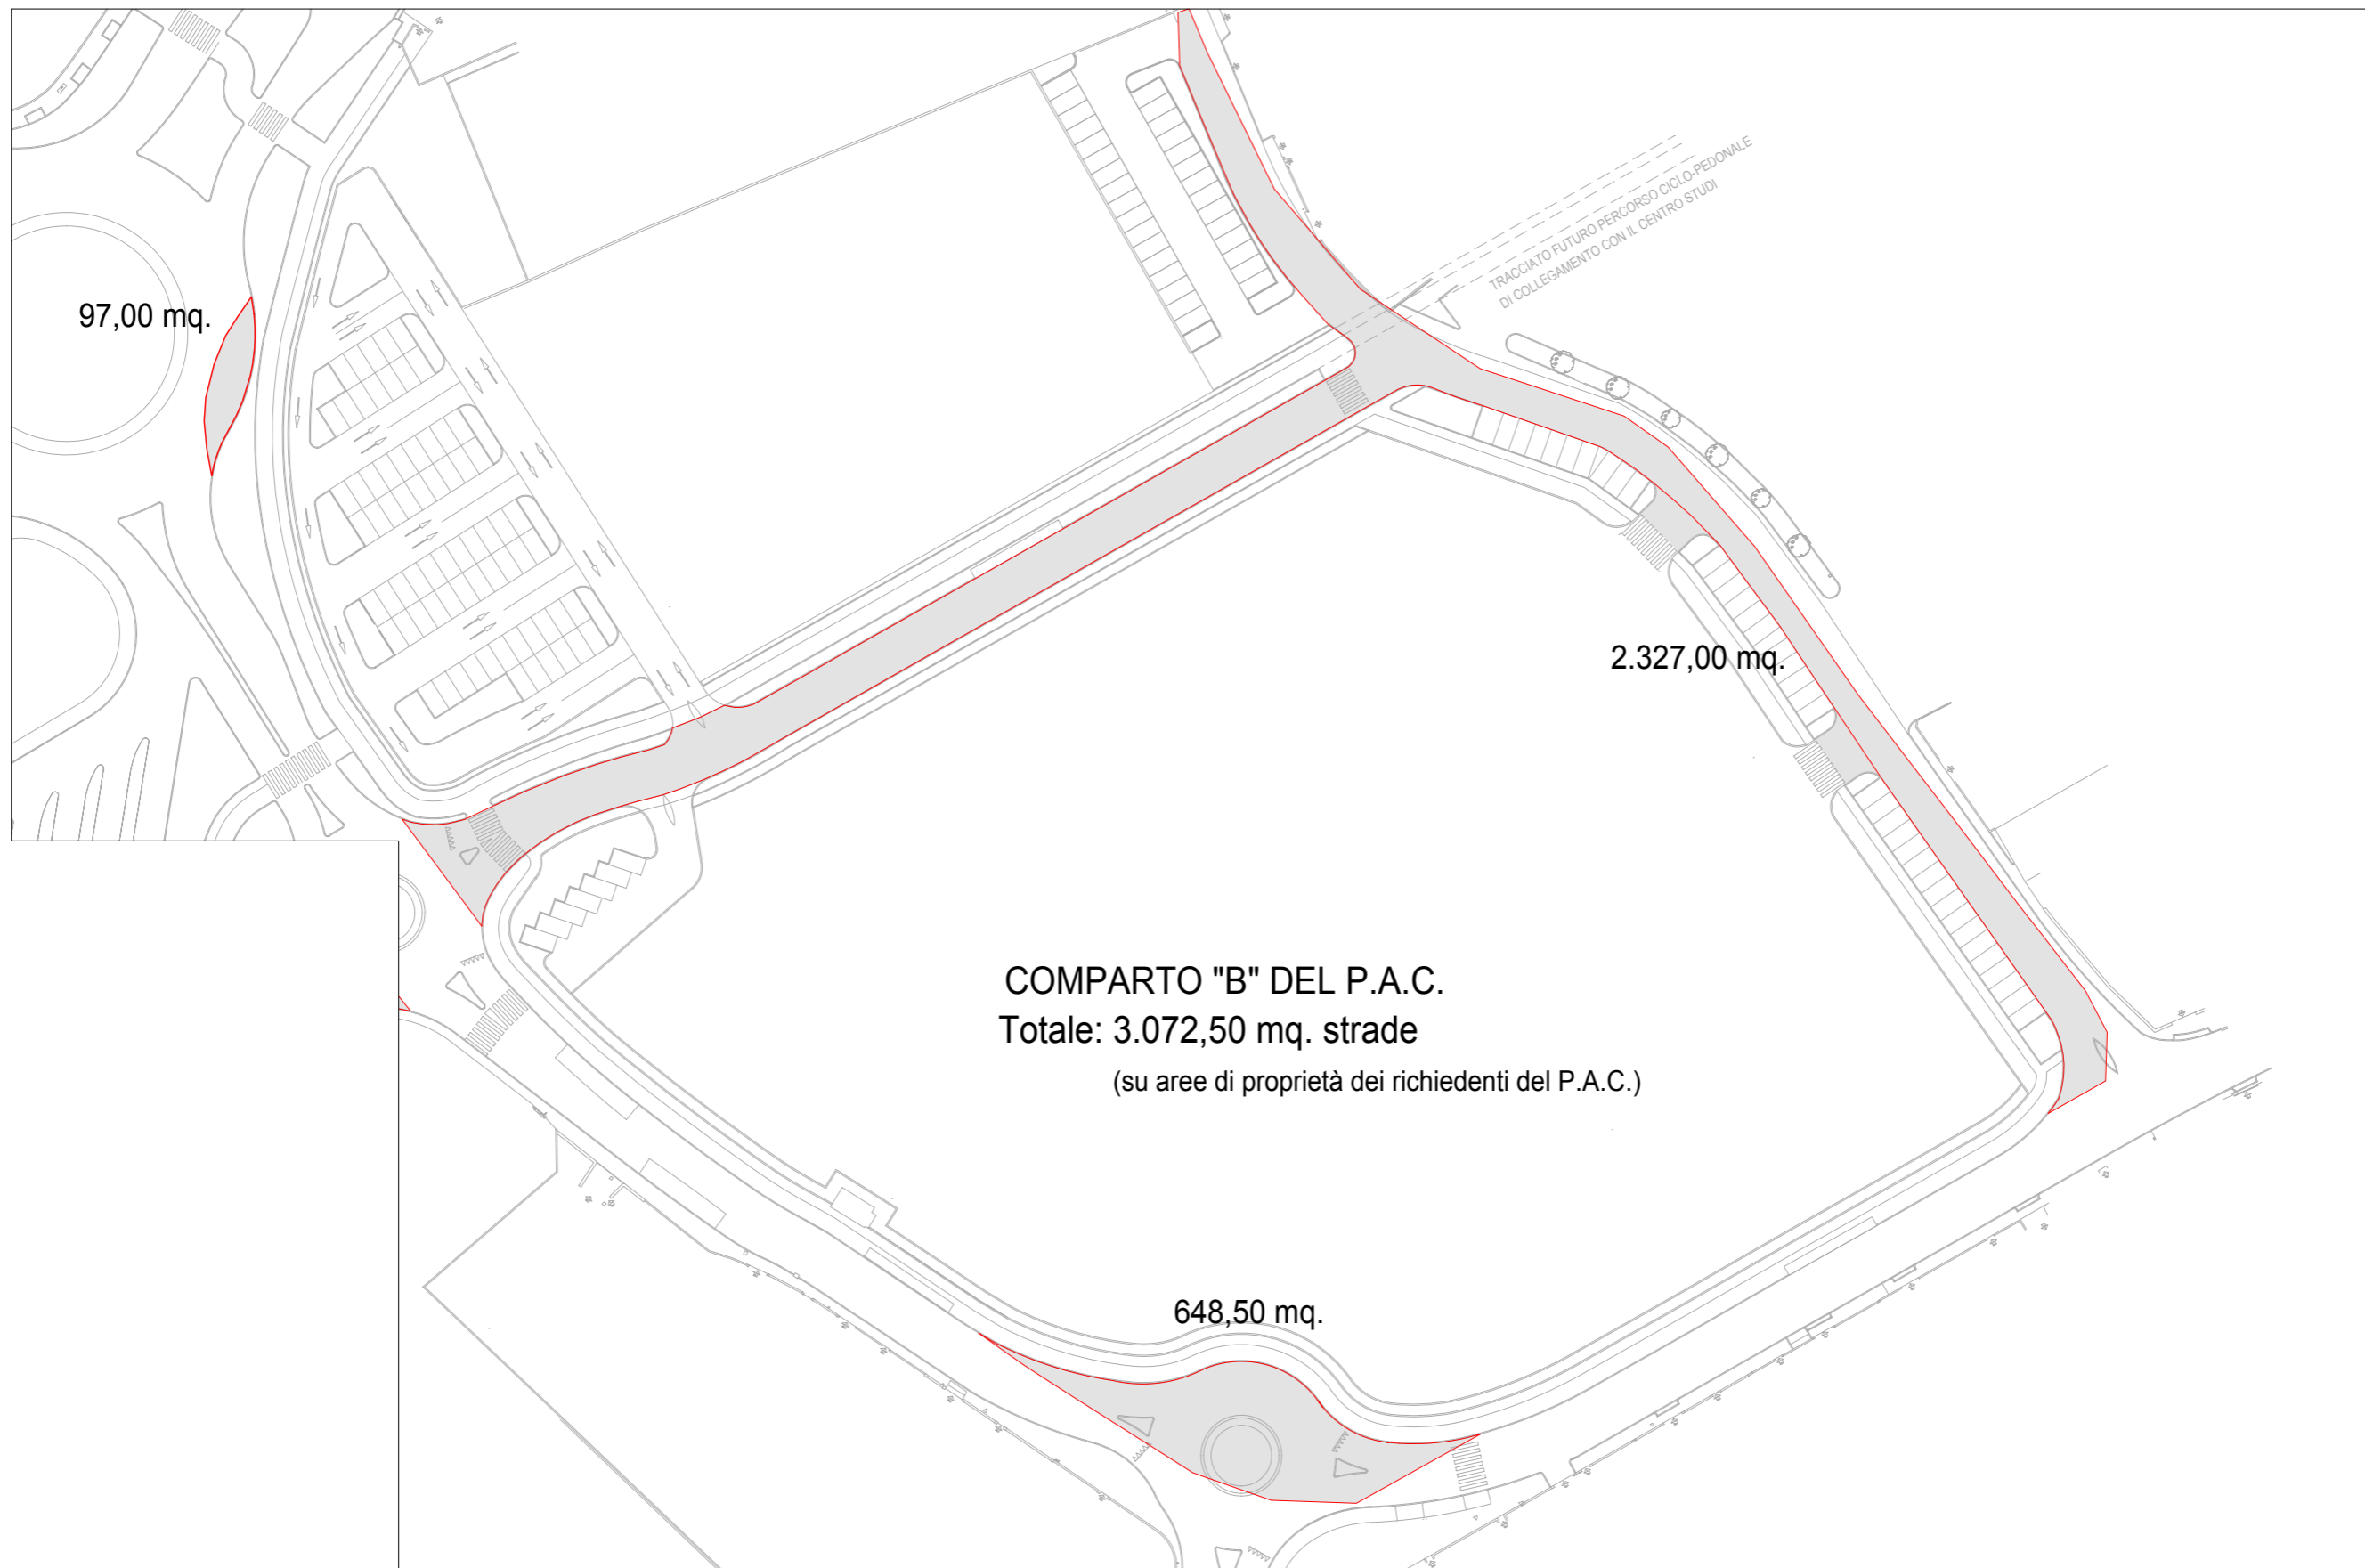 97,00 mq.
TRACCIATO FUTURO PERCORSO CICLO-PEDONALE
DI COLLEGAMENTO CON IL CENTRO STUDI
2.327,00 mq.
COMPARTO "B" DEL P.A.C.
Totale: 3.072,50 mq. strade
(su aree di proprietà dei richiedenti del P.A.C.)
648,50 mq.